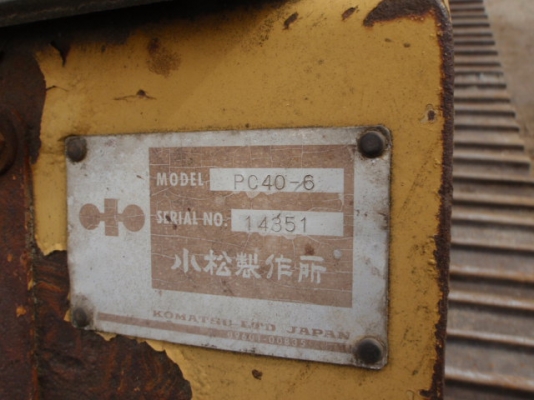 MODEL PC40-6
SERIAL NO. 14351
小松製作所
KOMATSU LTD JAPAN